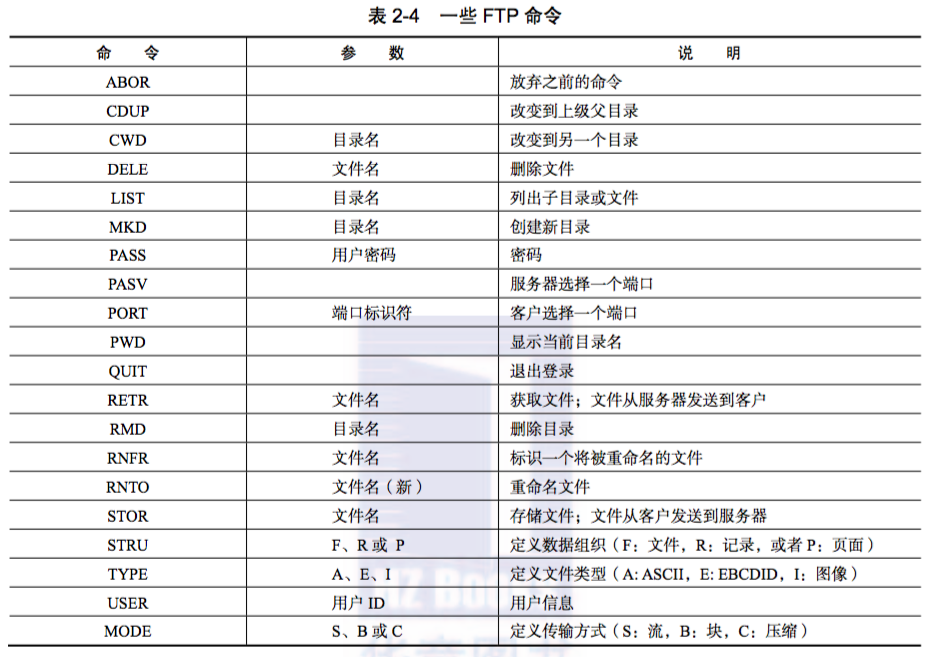 表 2-4 一些 FTP 命令
命 令 参 数 说 明
ABOR 放弃之前的命令
CDUP 改变到上级父目录
CWD 目录名 改变到另一个目录
DELE 文件名 删除文件
LIST 目录名 列出子目录或文件
MKD 目录名 创建新目录
PASS 用户密码 密码
PASV 服务器选择一个端口
PORT 端口标识符 客户选择一个端口
PWD 显示当前目录名
QUIT 退出登录
RETR 文件名 获取文件；文件从服务器发送到客户
RMD 目录名 删除目录
RNFR 文件名 标识一个将被重命名的文件
RNTO 文件名（新） 重命名文件
STOR 文件名 存储文件；文件从客户发送到服务器
STRU F、R 或 P 定义数据组织（F：文件，R：记录，或者 P：页面）
TYPE A、E、I 定义文件类型（A: ASCII，E: EBCDID，I：图像）
USER 用户 ID 用户信息
MODE S、B 或 C 定义传输方式（S：流，B：块，C：压缩）